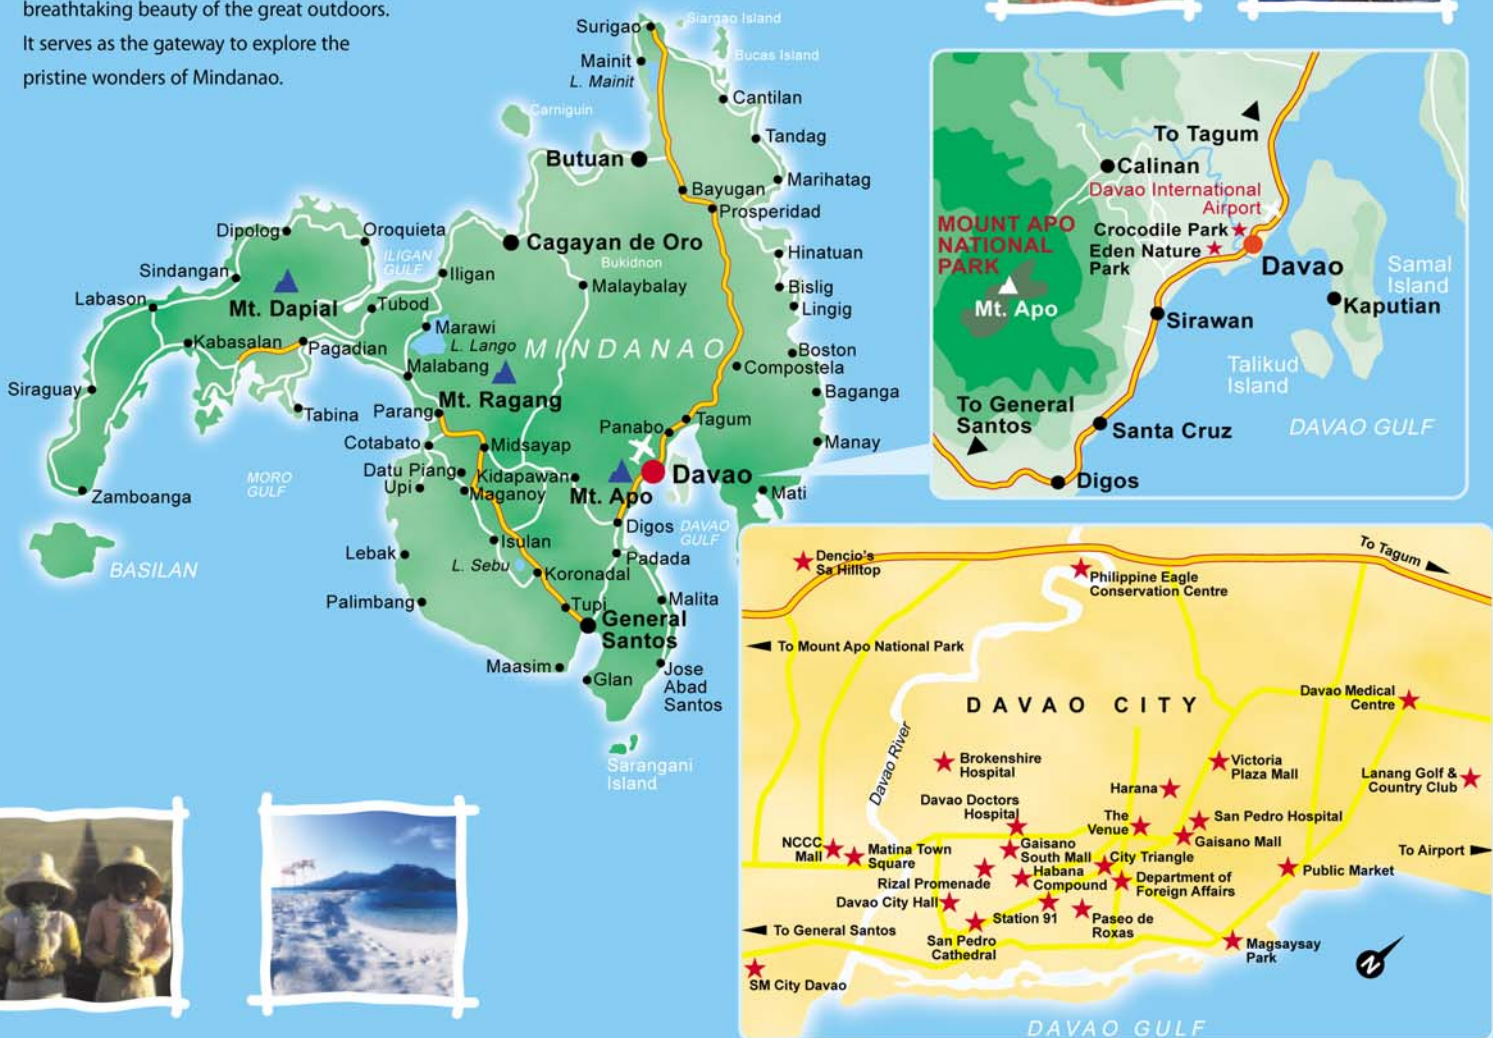 breathtaking beauty of the great outdoors.
It serves as the gateway to explore the
pristine wonders of Mindanao.
Surigao
Siargao Island
Mainit
L. Mainit
Bucas Island
Cantilan
Carniguin
Tandag
Butuan
Marihatag
Bayugan
Prosperidad
Dipolog
Oroquieta
Cagayan de Oro
Bukidnon
Hinatuan
ILIGAN
GULF
Sindangan
Iligan
Malaybalay
Bislig
Labason
Mt. Dapial
Tubod
Lingig
Marawi
L. Lango
MINDANAO
Kabasalan
Pagadian
Boston
Malabang
Compostela
Siraguay
Mt. Ragang
Baganga
Tabina
Parang
Panabo
Tagum
Cotabato
Midsayap
Manay
Datu Piang
Kidapawan
Davao
Upi
Maganoy
Mt. Apo
Mati
MORO
GULF
Zamboanga
Digos
DAVAO
GULF
Isulan
Lebak
L. Sebu
Padada
BASILAN
Koronadal
Palimbang
Tupi
Malita
General
Santos
Maasim
Glan
Jose
Abad
Santos
Sarangani
Island
To Tagum
Calinan
Davao International
Airport
MOUNT APO
NATIONAL
PARK
Crocodile Park
Eden Nature
Park
Davao
Samal
Island
Mt. Apo
Kaputian
Sirawan
Talikud
Island
To General
Santos
Santa Cruz
DAVAO GULF
Digos
Dencio's
Sa Hilltop
To Tagum
Philippine Eagle
Conservation Centre
To Mount Apo National Park
DAVAO CITY
Davao Medical
Centre
Davao River
Brokenshire
Hospital
Victoria
Plaza Mall
Lanang Golf &
Country Club
Harana
Davao Doctors
Hospital
The
Venue
San Pedro Hospital
Gaisano Mall
NCCC
Mall
Matina Town
Square
Gaisano
South Mall
City Triangle
To Airport
Rizal Promenade
Habana
Compound
Department of
Foreign Affairs
Public Market
Davao City Hall
Station 91
Paseo de
Roxas
To General Santos
San Pedro
Cathedral
Magsaysay
Park
N
SM City Davao
DAVAO GULF